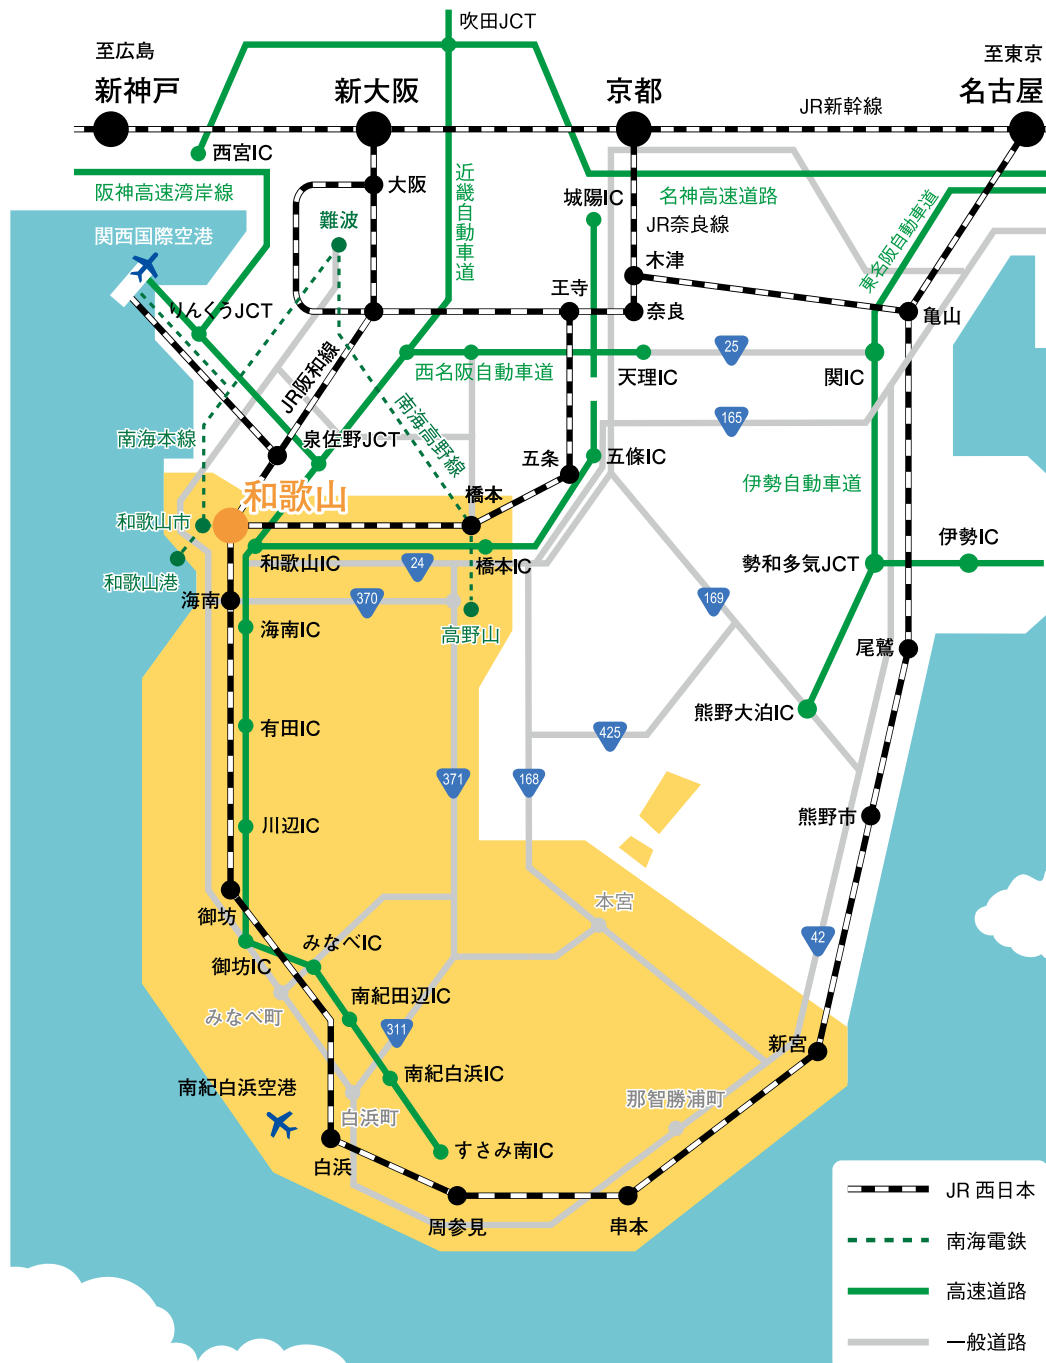 吹田JCT
至広島
至東京
新神戸
新大阪
京都
名古屋
JR新幹線
西宮IC
大阪
近畿自動車道
阪神高速湾岸線
城陽IC
名神高速道路
東名阪自動車道
難波
JR奈良線
関西国際空港
木津
王寺
りんくうJCT
奈良
亀山
25
JR阪和線
西名阪自動車道
天理IC
関IC
165
南海本線
泉佐野JCT
南海高野線
五条
五條IC
伊勢自動車道
和歌山
橋本
和歌山市
伊勢IC
和歌山IC
24
橋本IC
勢和多気JCT
和歌山港
海南
370
169
海南IC
高野山
尾鷲
有田IC
熊野大泊IC
425
371
168
川辺IC
熊野市
本宮
御坊
42
みなべIC
御坊IC
南紀田辺IC
みなべ町
311
新宮
南紀白浜IC
南紀白浜空港
那智勝浦町
白浜町
すさみ南IC
白浜
周参見
串本
JR 西日本
南海電鉄
高速道路
一般道路